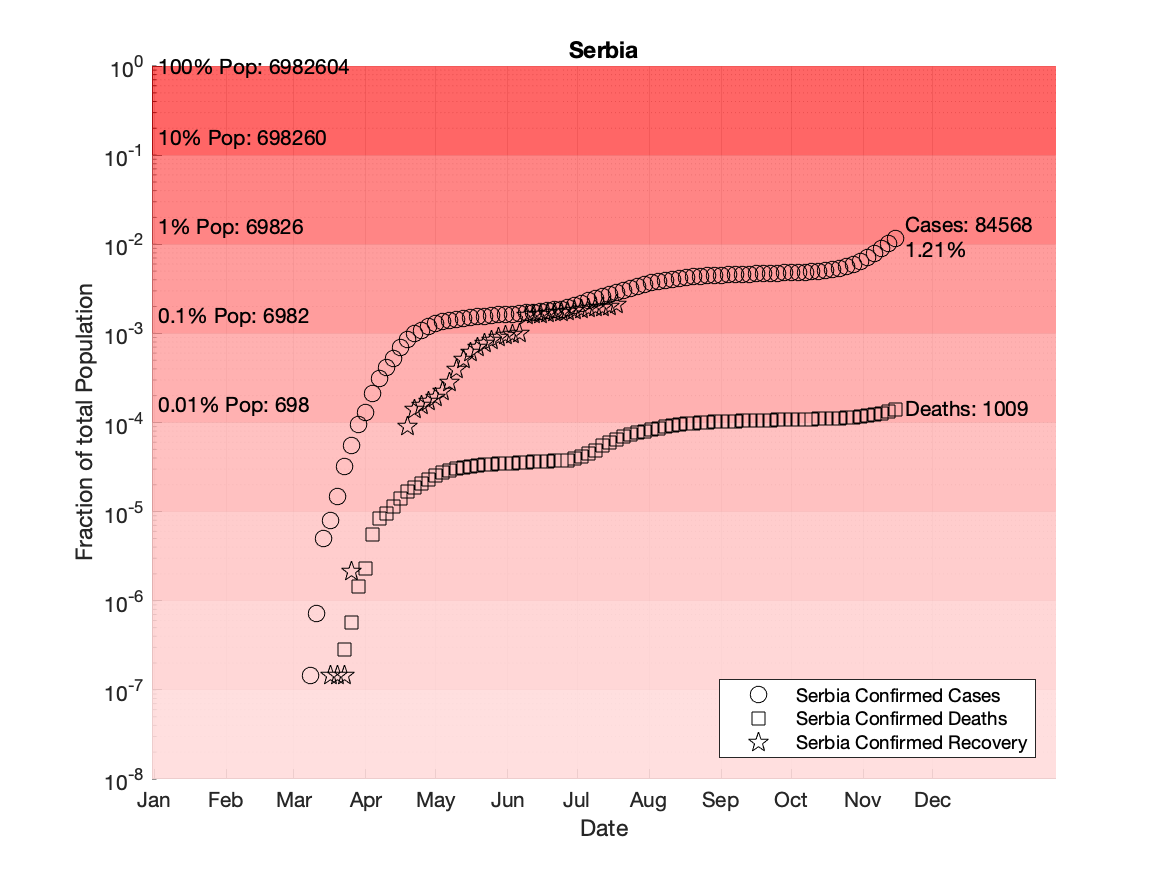 Serbia
10^0
100% Pop: 6982604
10% Pop: 698260
10^-1
1% Pop: 69826
Cases: 84568
10^-2
1.21%
0.1% Pop: 6982
10^-3
0.01% Pop: 698
Deaths: 1009
10^-4
10^-5
10^-6
10^-7
10^-8
Fraction of total Population
Serbia Confirmed Cases
Serbia Confirmed Deaths
Serbia Confirmed Recovery
Jan Feb Mar Apr May Jun Jul Aug Sep Oct Nov Dec
Date